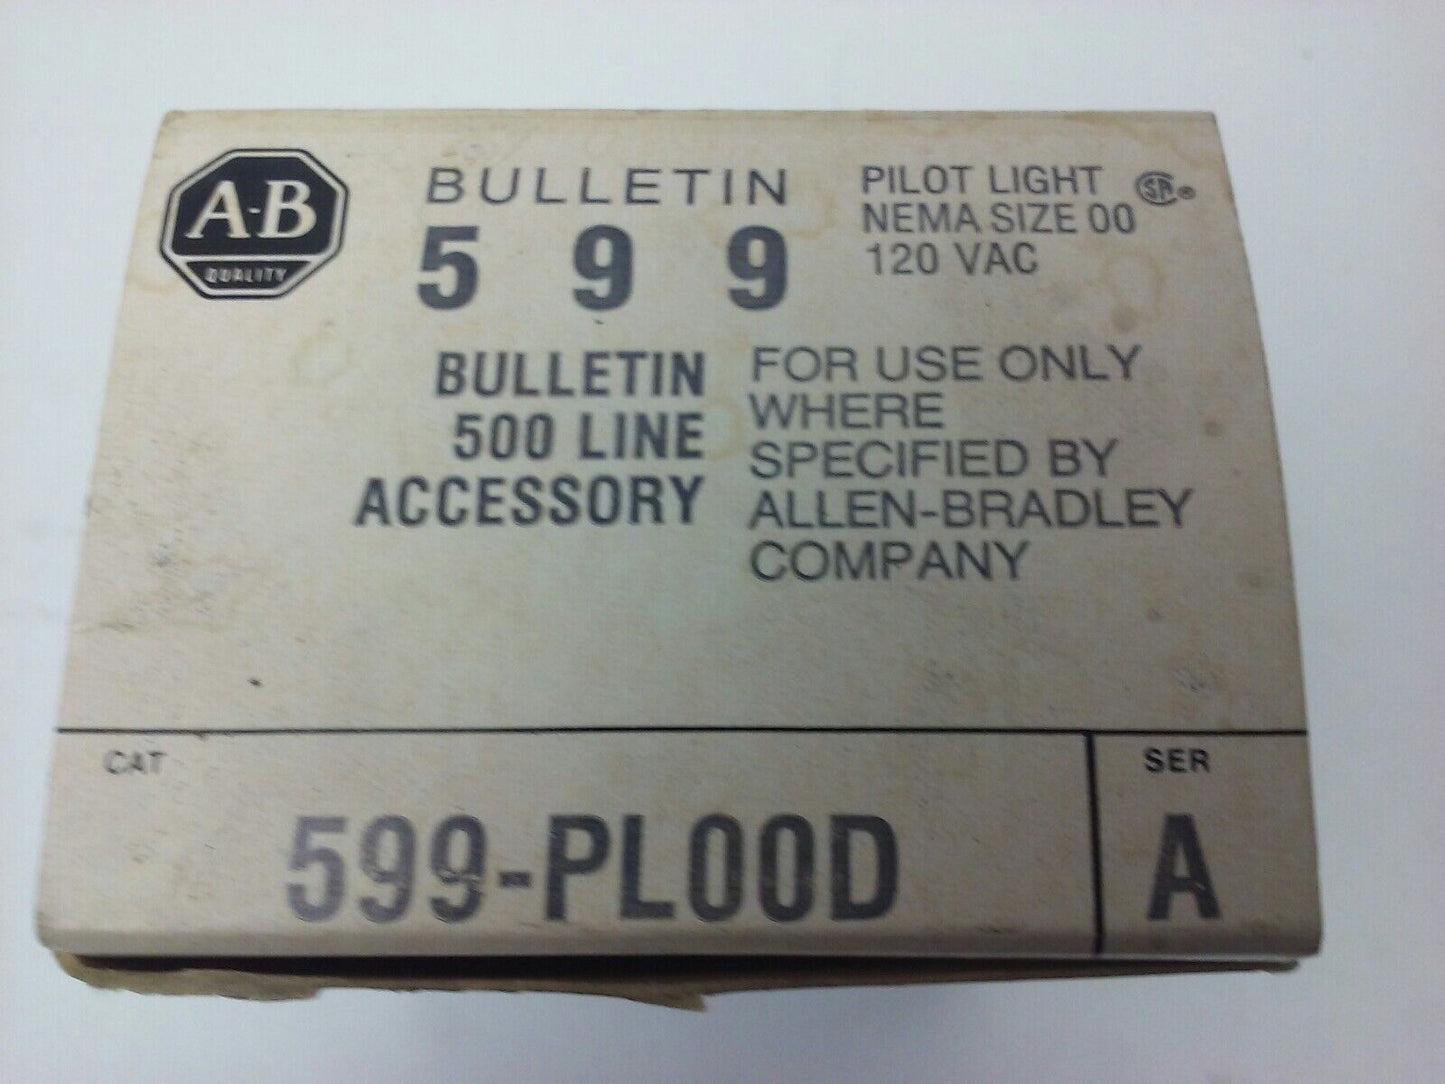 A-B
QUALITY
BULLETIN
5 9 9
PILOT LIGHT
NEMA SIZE 00
120 VAC
SA®
BULLETIN
500 LINE
ACCESSORY
FOR USE ONLY
WHERE
SPECIFIED BY
ALLEN-BRADLEY
COMPANY
CAT
599-PL00D
SER
A